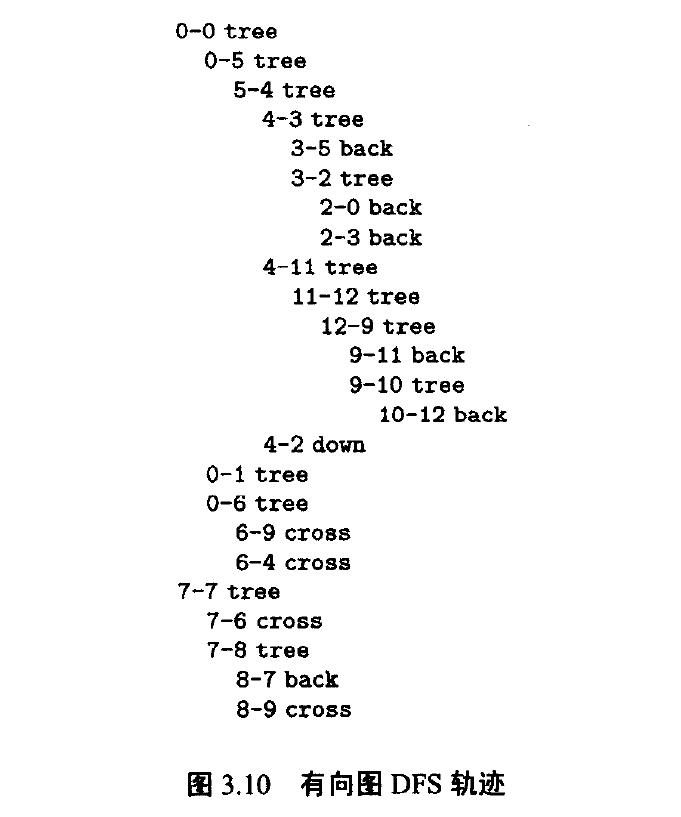 0-0 tree
0-5 tree
5-4 tree
4-3 tree
3-5 back
3-2 tree
2-0 back
2-3 back
4-11 tree
11-12 tree
12-9 tree
9-11 back
9-10 tree
10-12 back
4-2 down
0-1 tree
0-6 tree
6-9 cross
6-4 cross
7-7 tree
7-6 cross
7-8 tree
8-7 back
8-9 cross
图 3.10 有向图 DFS 轨迹